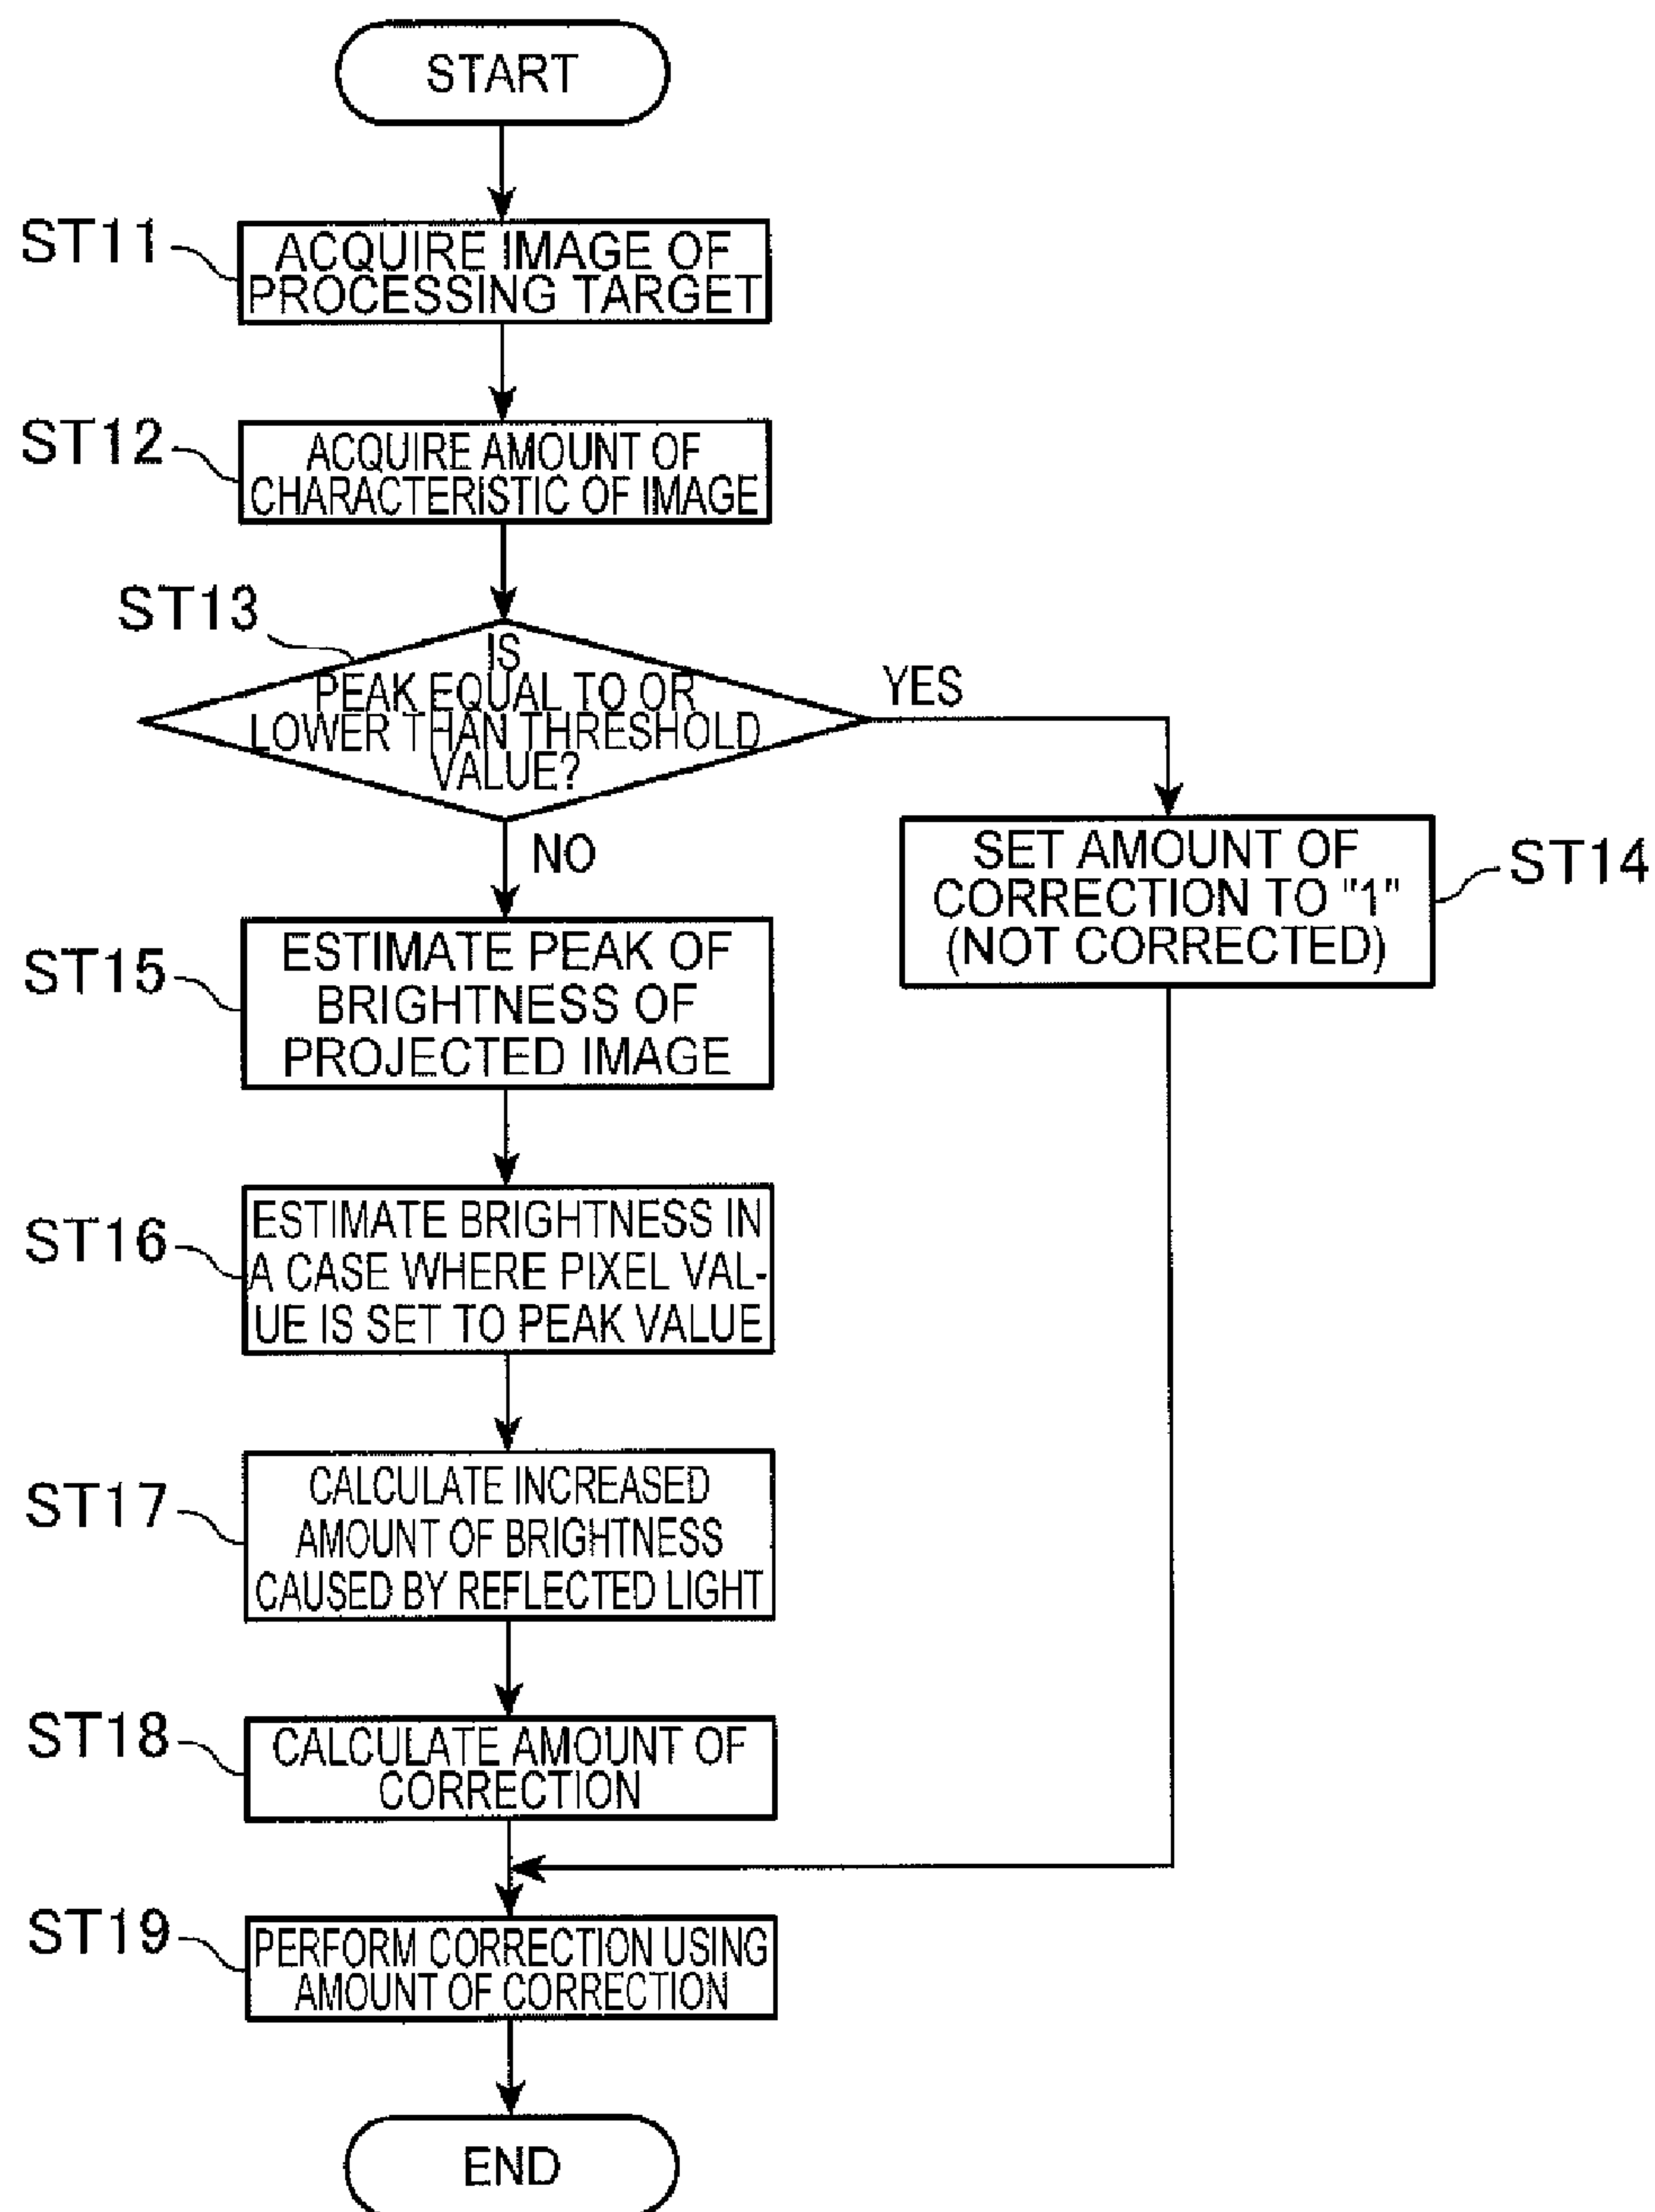 START
ST11
ACQUIRE IMAGE OF
PROCESSING TARGET
ST12
ACQUIRE AMOUNT OF
CHARACTERISTIC OF IMAGE
ST13
IS
PEAK EQUAL TO OR
LOWER THAN THRESHOLD
VALUE?
YES
NO
SET AMOUNT OF
CORRECTION TO "1"
(NOT CORRECTED)
ST14
ST15
ESTIMATE PEAK OF
BRIGHTNESS OF
PROJECTED IMAGE
ST16
ESTIMATE BRIGHTNESS IN
A CASE WHERE PIXEL VAL-
UE IS SET TO PEAK VALUE
ST17
CALCULATE INCREASED
AMOUNT OF BRIGHTNESS
CAUSED BY REFLECTED LIGHT
ST18
CALCULATE AMOUNT OF
CORRECTION
ST19
PERFORM CORRECTION USING
AMOUNT OF CORRECTION
END